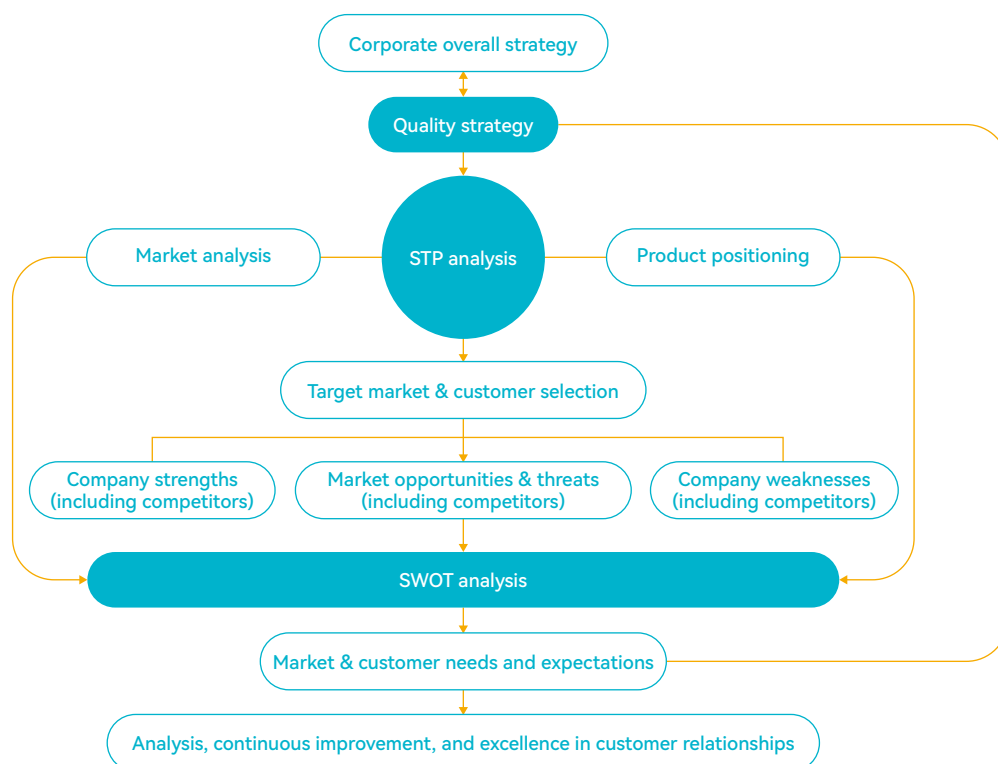 Corporate overall strategy
Quality strategy
Market analysis
STP analysis
Product positioning
Target market & customer selection
Company strengths
(including competitors)
Market opportunities & threats
(including competitors)
Company weaknesses
(including competitors)
SWOT analysis
Market & customer needs and expectations
Analysis, continuous improvement, and excellence in customer relationships